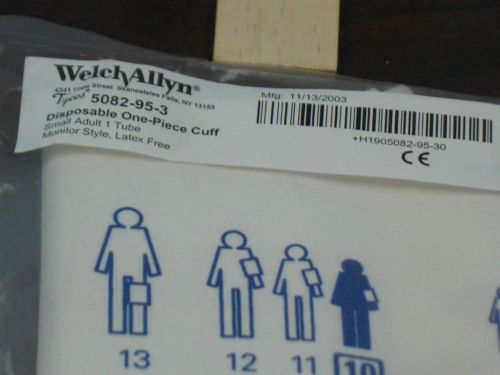 WelchAllyn®
4341 State Street Skaneateles Falls, NY 13153
Tycos® 5082-95-3
Disposable One-Piece Cuff
Small Adult 1 Tube
Monitor Style, Latex Free
Mfg: 11/13/2003
+H1905082-95-30
CE
13 12 11 10